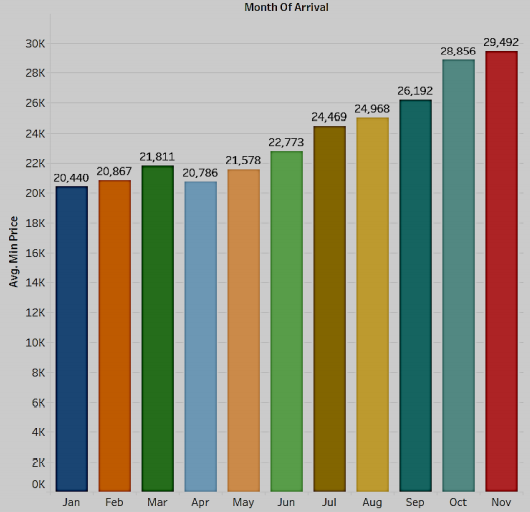 Month Of Arrival
Avg. Min Price
30K
28K
26K
24K
22K
20K
18K
16K
14K
12K
10K
8K
6K
4K
2K
0K
20,440
20,867
21,811
20,786
21,578
22,773
24,469
24,968
26,192
28,856
29,492
Jan Feb Mar Apr May Jun Jul Aug Sep Oct Nov